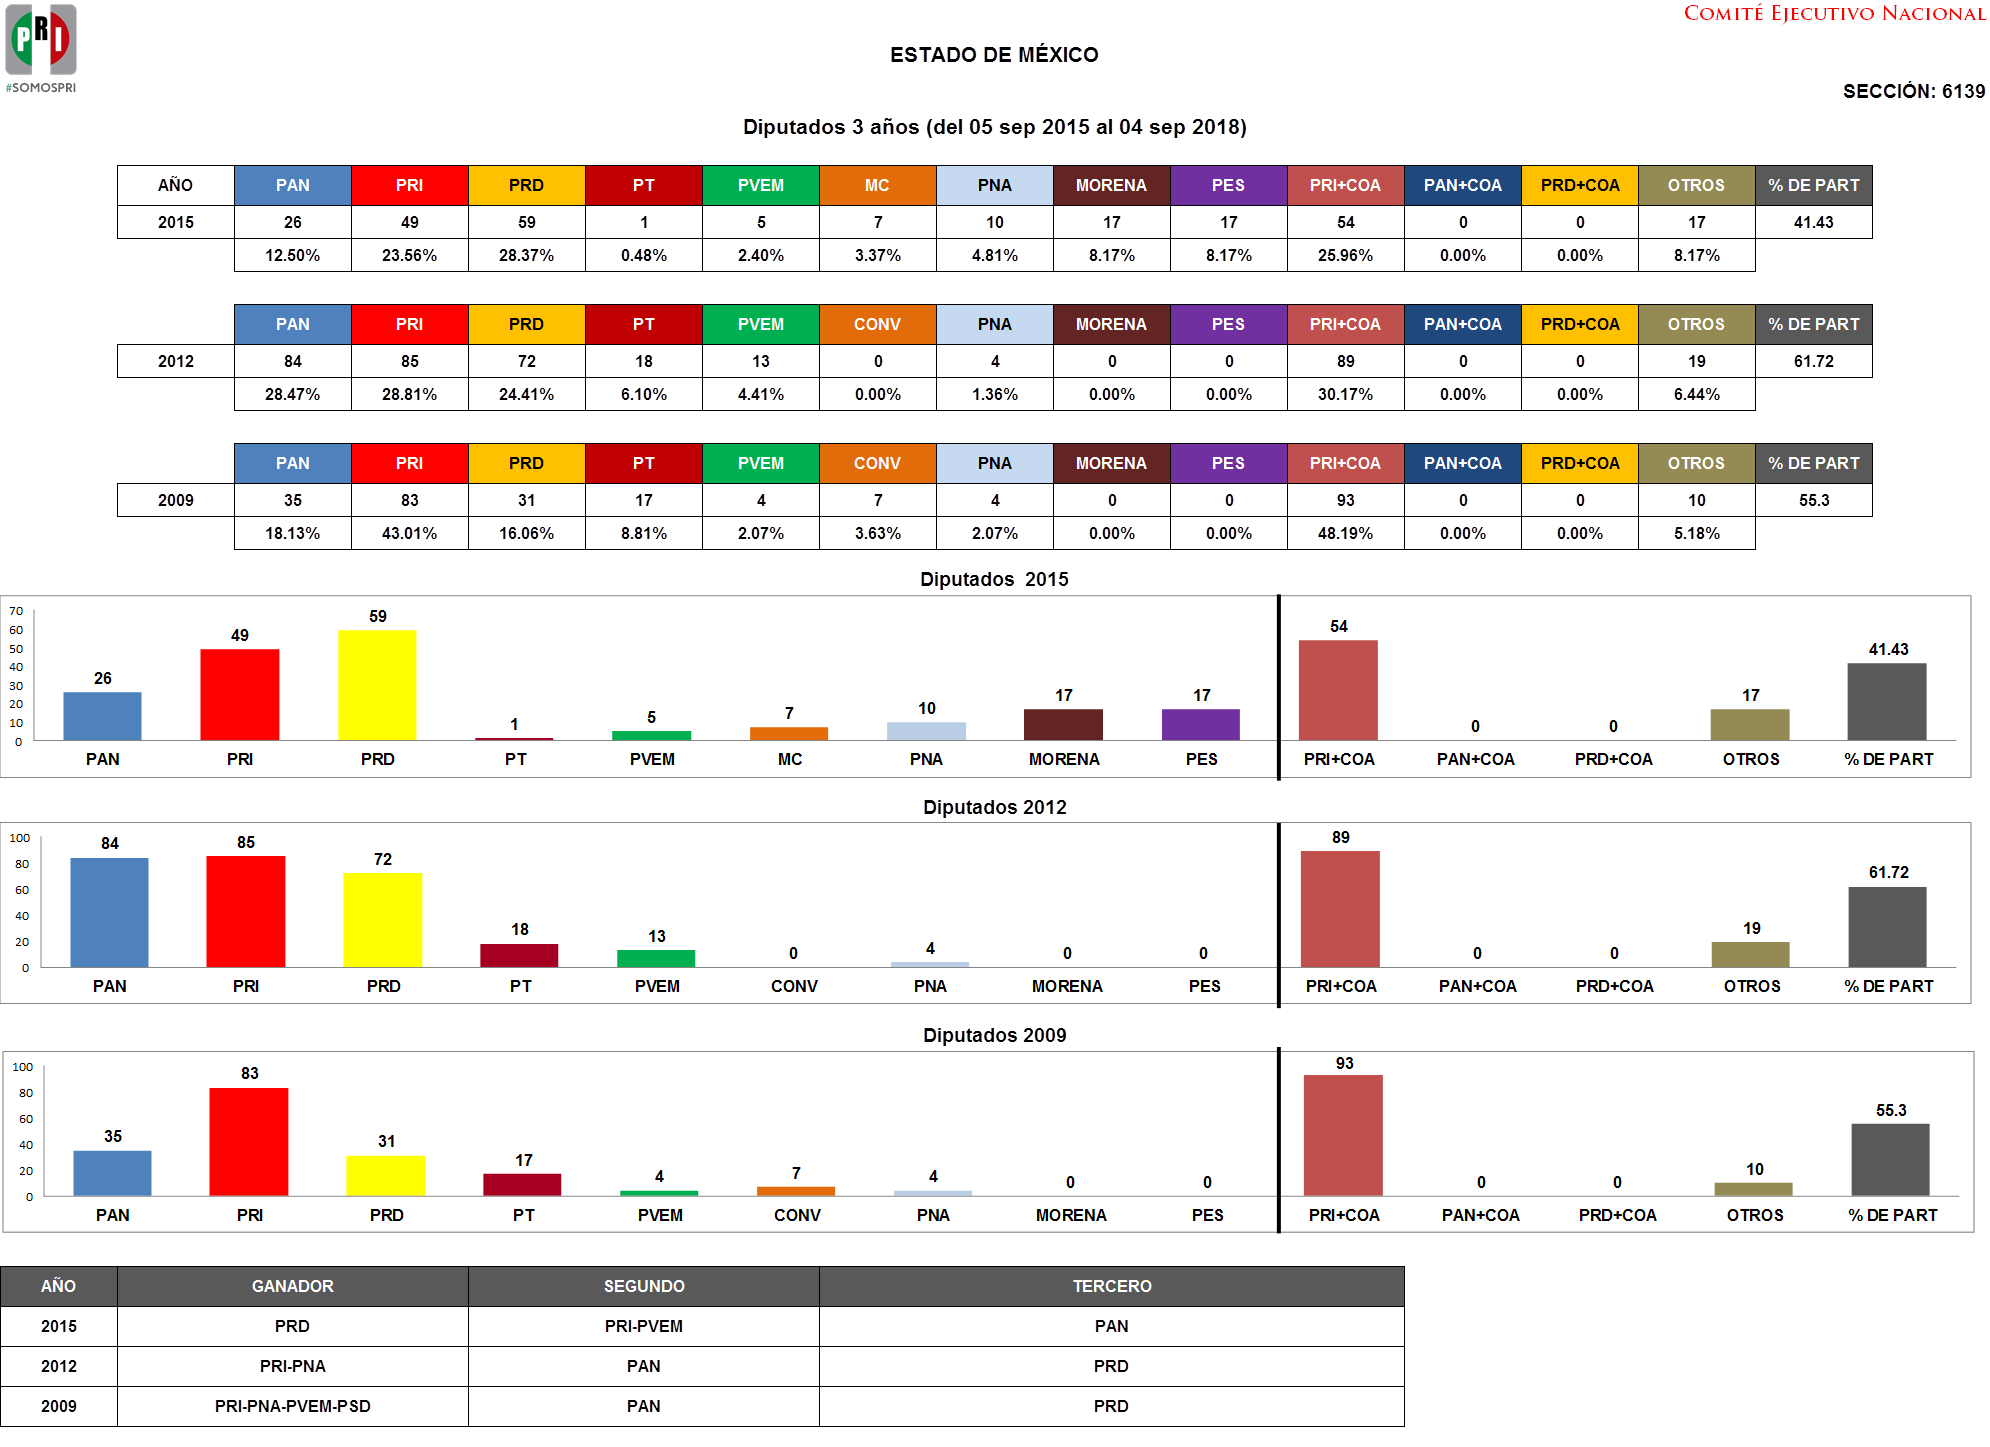 PRI
#SOMOSPRI
COMITÉ EJECUTIVO NACIONAL
ESTADO DE MÉXICO
SECCIÓN: 6139
Diputados 3 años (del 05 sep 2015 al 04 sep 2018)
AÑO PAN PRI PRD PT PVEM MC PNA MORENA PES PRI+COA PAN+COA PRD+COA OTROS % DE PART
2015 26 49 59 1 5 7 10 17 17 54 0 0 17 41.43
12.50% 23.56% 28.37% 0.48% 2.40% 3.37% 4.81% 8.17% 8.17% 25.96% 0.00% 0.00% 8.17%
PAN PRI PRD PT PVEM CONV PNA MORENA PES PRI+COA PAN+COA PRD+COA OTROS % DE PART
2012 84 85 72 18 13 0 4 0 0 89 0 0 19 61.72
28.47% 28.81% 24.41% 6.10% 4.41% 0.00% 1.36% 0.00% 0.00% 30.17% 0.00% 0.00% 6.44%
PAN PRI PRD PT PVEM CONV PNA MORENA PES PRI+COA PAN+COA PRD+COA OTROS % DE PART
2009 35 83 31 17 4 7 4 0 0 93 0 0 10 55.3
18.13% 43.01% 16.06% 8.81% 2.07% 3.63% 2.07% 0.00% 0.00% 48.19% 0.00% 0.00% 5.18%
Diputados 2015
70
60
50
40
30
20
10
0
26 49 59 1 5 7 10 17 17 54 0 0 17 41.43
PAN PRI PRD PT PVEM MC PNA MORENA PES PRI+COA PAN+COA PRD+COA OTROS % DE PART
Diputados 2012
100
80
60
40
20
0
84 85 72 18 13 0 4 0 0 89 0 0 19 61.72
PAN PRI PRD PT PVEM CONV PNA MORENA PES PRI+COA PAN+COA PRD+COA OTROS % DE PART
Diputados 2009
100
80
60
40
20
0
35 83 31 17 4 7 4 0 0 93 0 0 10 55.3
PAN PRI PRD PT PVEM CONV PNA MORENA PES PRI+COA PAN+COA PRD+COA OTROS % DE PART
AÑO GANADOR SEGUNDO TERCERO
2015 PRD PRI-PVEM PAN
2012 PRI-PNA PAN PRD
2009 PRI-PNA-PVEM-PSD PAN PRD